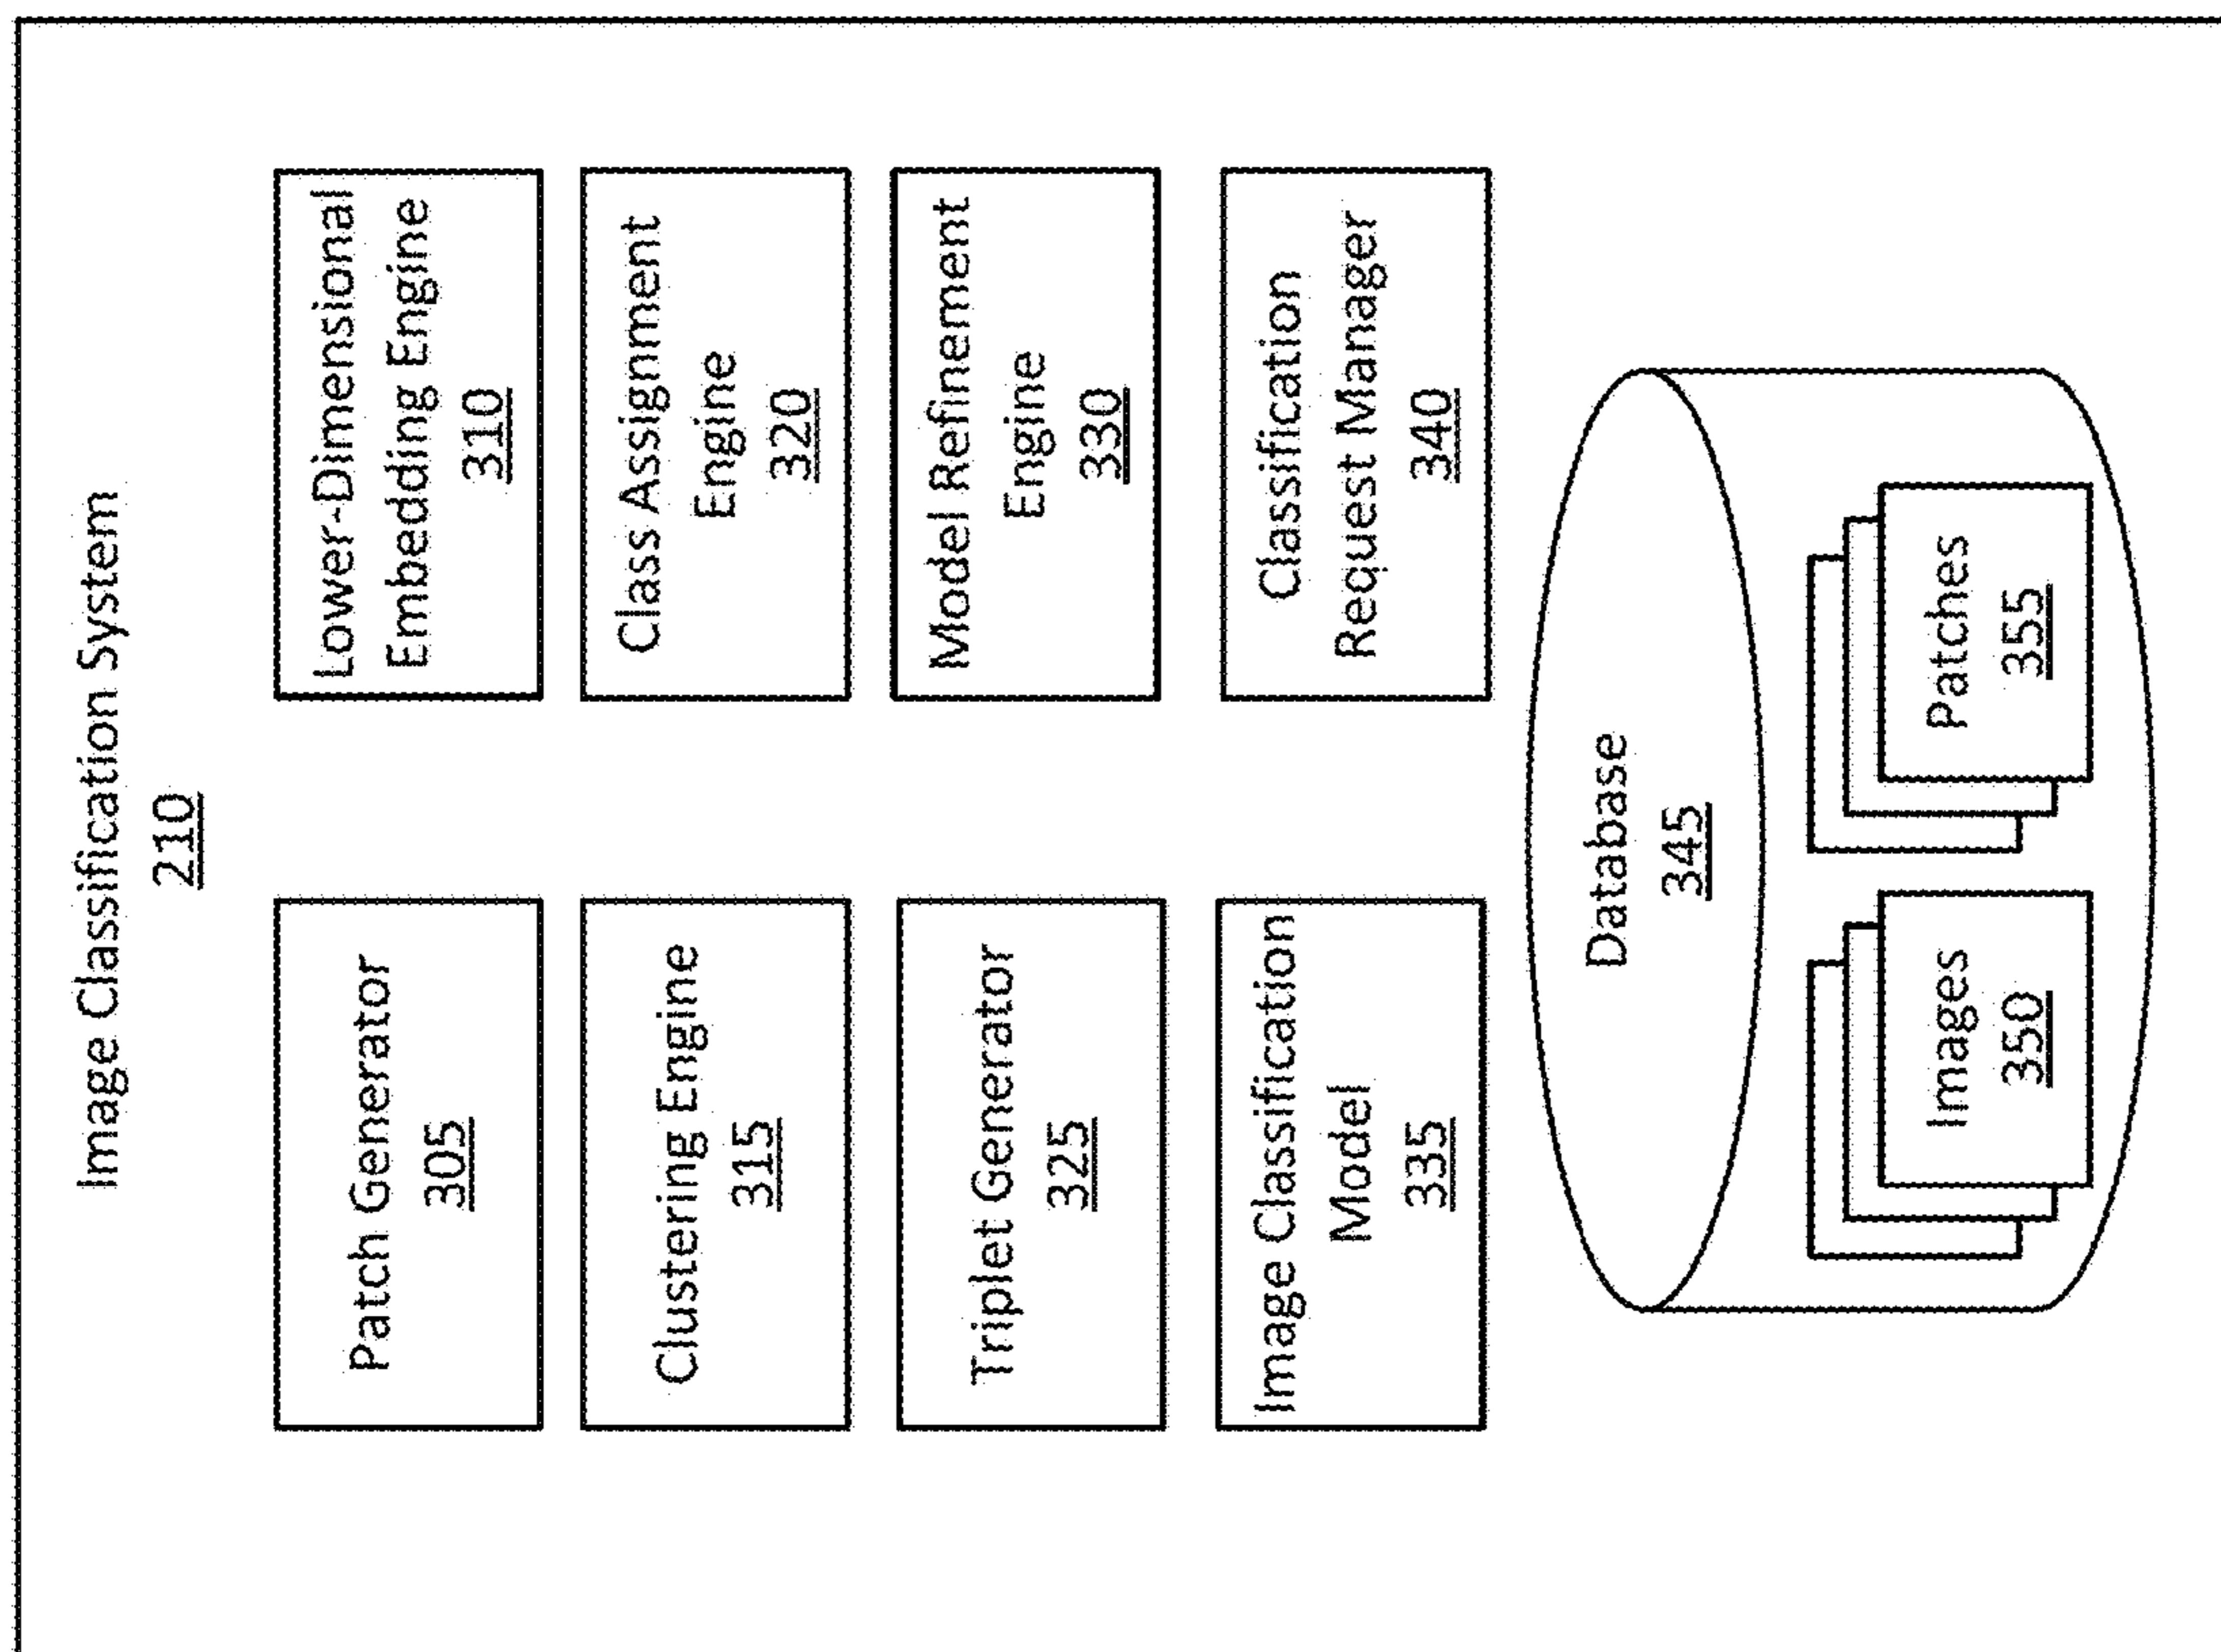 Image Classification System
210
Patch Generator
305
Lower-Dimensional
Embedding Engine
310
Clustering Engine
315
Class Assignment
Engine
320
Triplet Generator
325
Model Refinement
Engine
330
Image Classification
Model
335
Classification
Request Manager
340
Database
345
Images
350
Patches
355